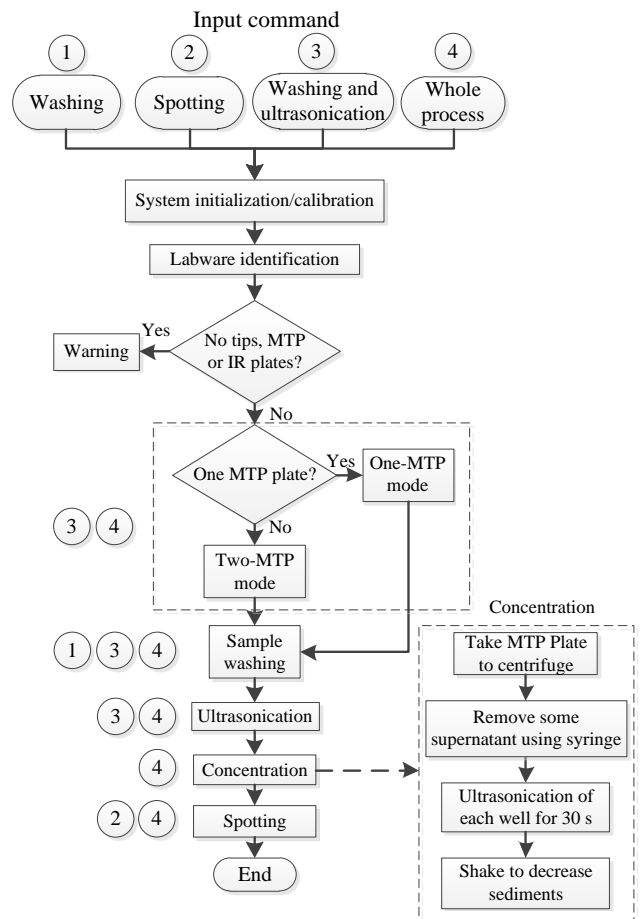 Input command
1
2
3
4
Washing
Spotting
Washing and
ultrasonication
Whole
process
System initialization/calibration
Labware identification
No tips, MTP
or IR plates?
Yes
Warning
No
One MTP plate?
Yes
One-MTP
mode
No
3 4
Two-MTP
mode
1 3 4
Sample
washing
3 4
Ultrasonication
4
Concentration
2 4
Spotting
End
Concentration
Take MTP Plate
to centrifuge
Remove some
supernatant using syringe
Ultrasonication of
each well for 30 s
Shake to decrease
sediments